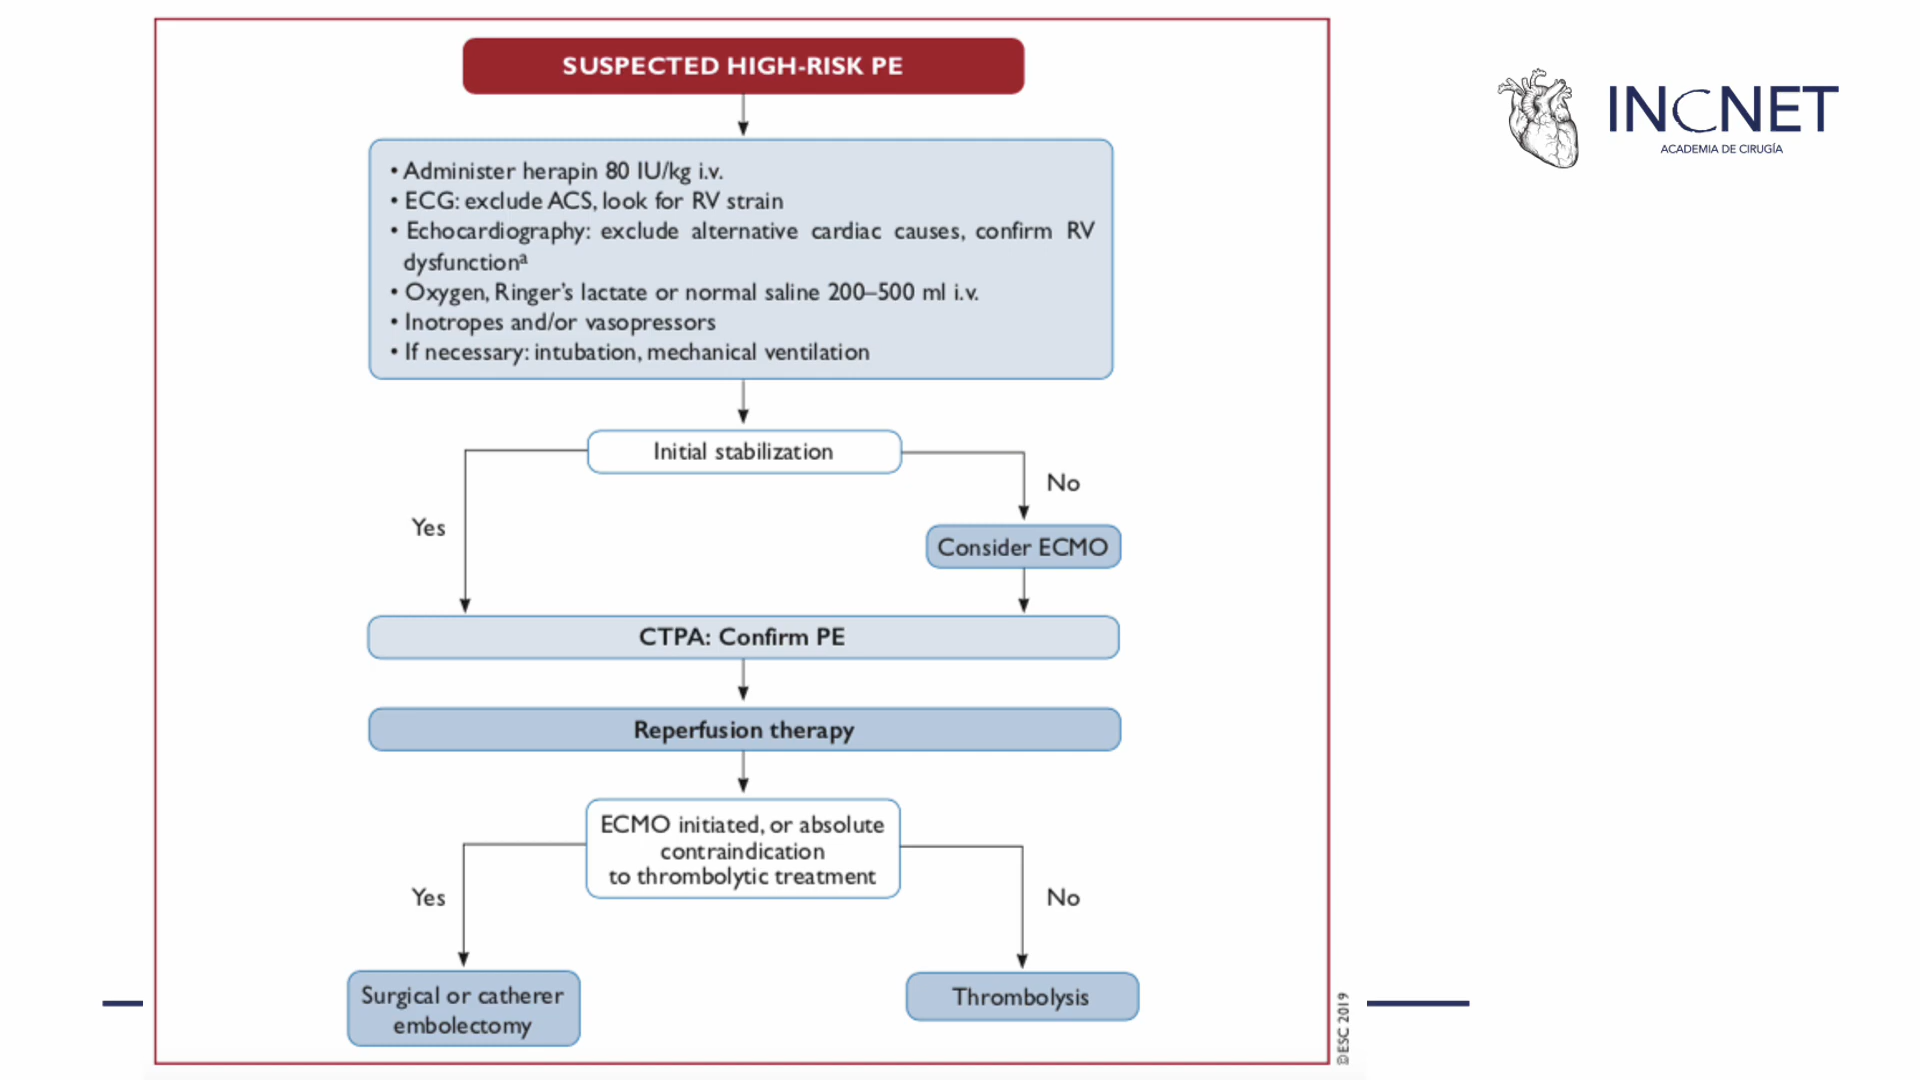 SUSPECTED HIGH-RISK PE
INCNET
ACADEMIA DE CIRUGÍA
• Administer herapin 80 IU/kg i.v.
• ECG: exclude ACS, look for RV strain
• Echocardiography: exclude alternative cardiac causes, confirm RV
dysfunctionᵃ
• Oxygen, Ringer's lactate or normal saline 200–500 ml i.v.
• Inotropes and/or vasopressors
• If necessary: intubation, mechanical ventilation
Initial stabilization
Yes
No
Consider ECMO
CTPA: Confirm PE
Reperfusion therapy
ECMO initiated, or absolute
contraindication
to thrombolytic treatment
Yes
No
Surgical or catherer
embolectomy
Thrombolysis
©ESC 2019